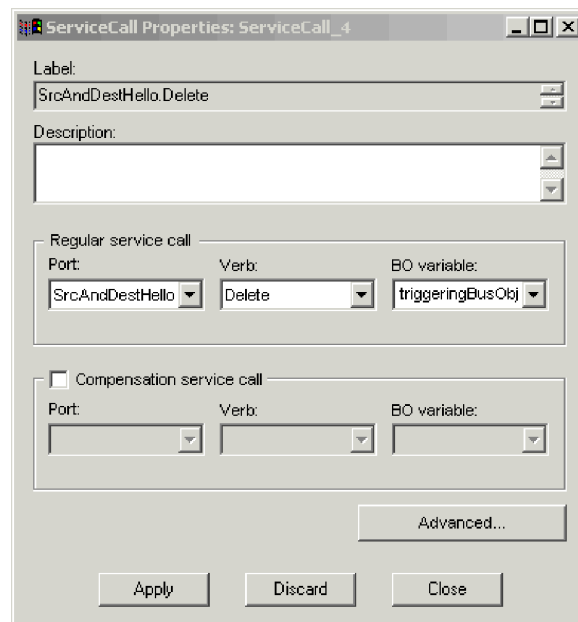 ServiceCall Properties: ServiceCall_4
Label:
SrcAndDestHello.Delete
Description:
Regular service call
Port: Verb: BO variable:
SrcAndDestHello Delete triggeringBusObj
Compensation service call
Port: Verb: BO variable:
Advanced...
Apply Discard Close